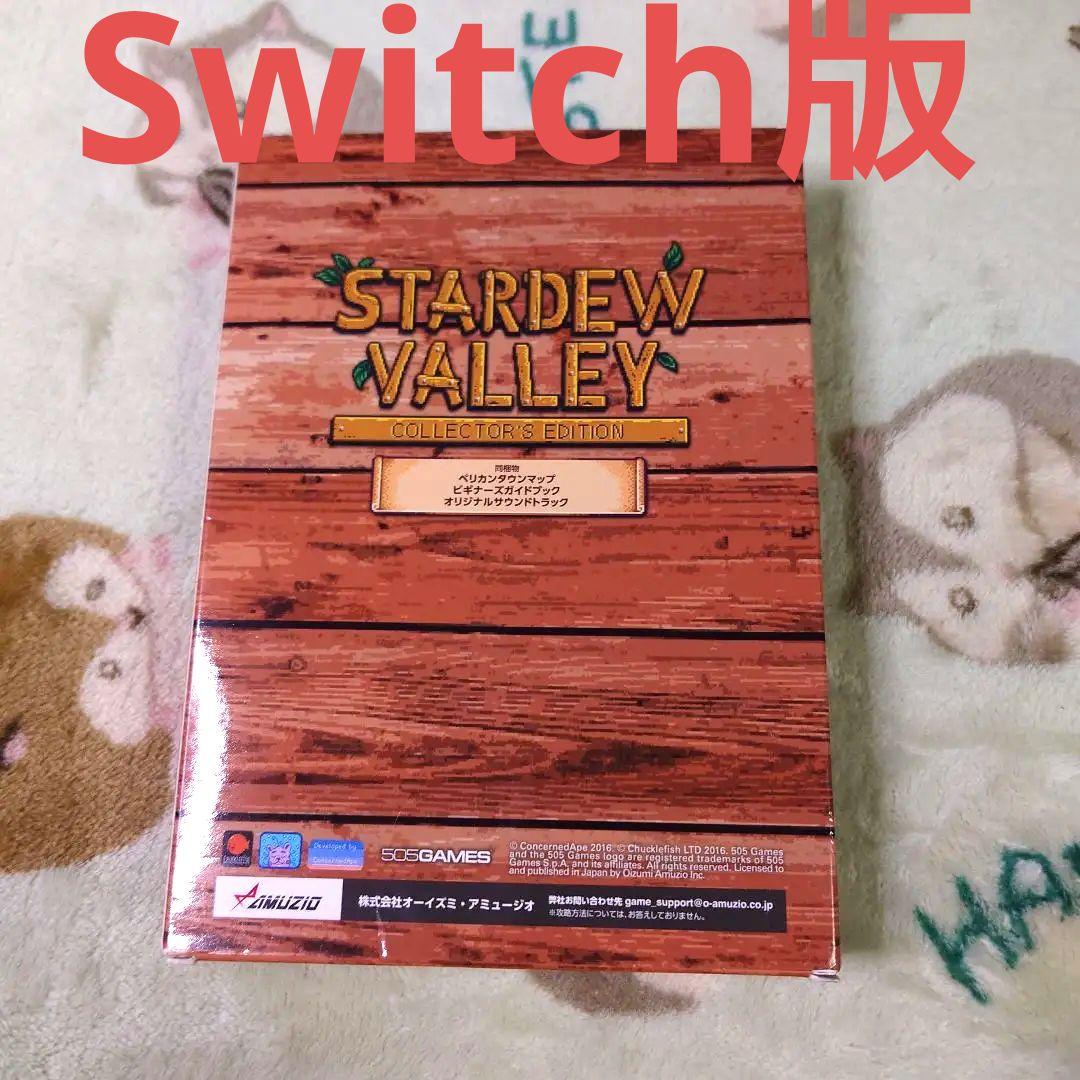 Switch版
STARDEW
VALLEY
COLLECTOR'S EDITION
同梱物
ペリカンタウンマップ
ビギナーズガイドブック
オリジナルサウンドトラック
CHUCKLEFISH
Developed by
ConcernedApe
505GAMES
© ConcernedApe 2016. © Chucklefish LTD 2016. 505 Games
and the 505 Games logo are registered trademarks of 505
Games S.p.A. and its affiliates. All rights reserved. Licensed to
and published in Japan by Oizumi Amuzio Inc.
AMUZIO
株式会社オーイズミ・アミュージオ
弊社お問い合わせ先 game_support@o-amuzio.co.jp
※攻略方法については、お答えしておりません。